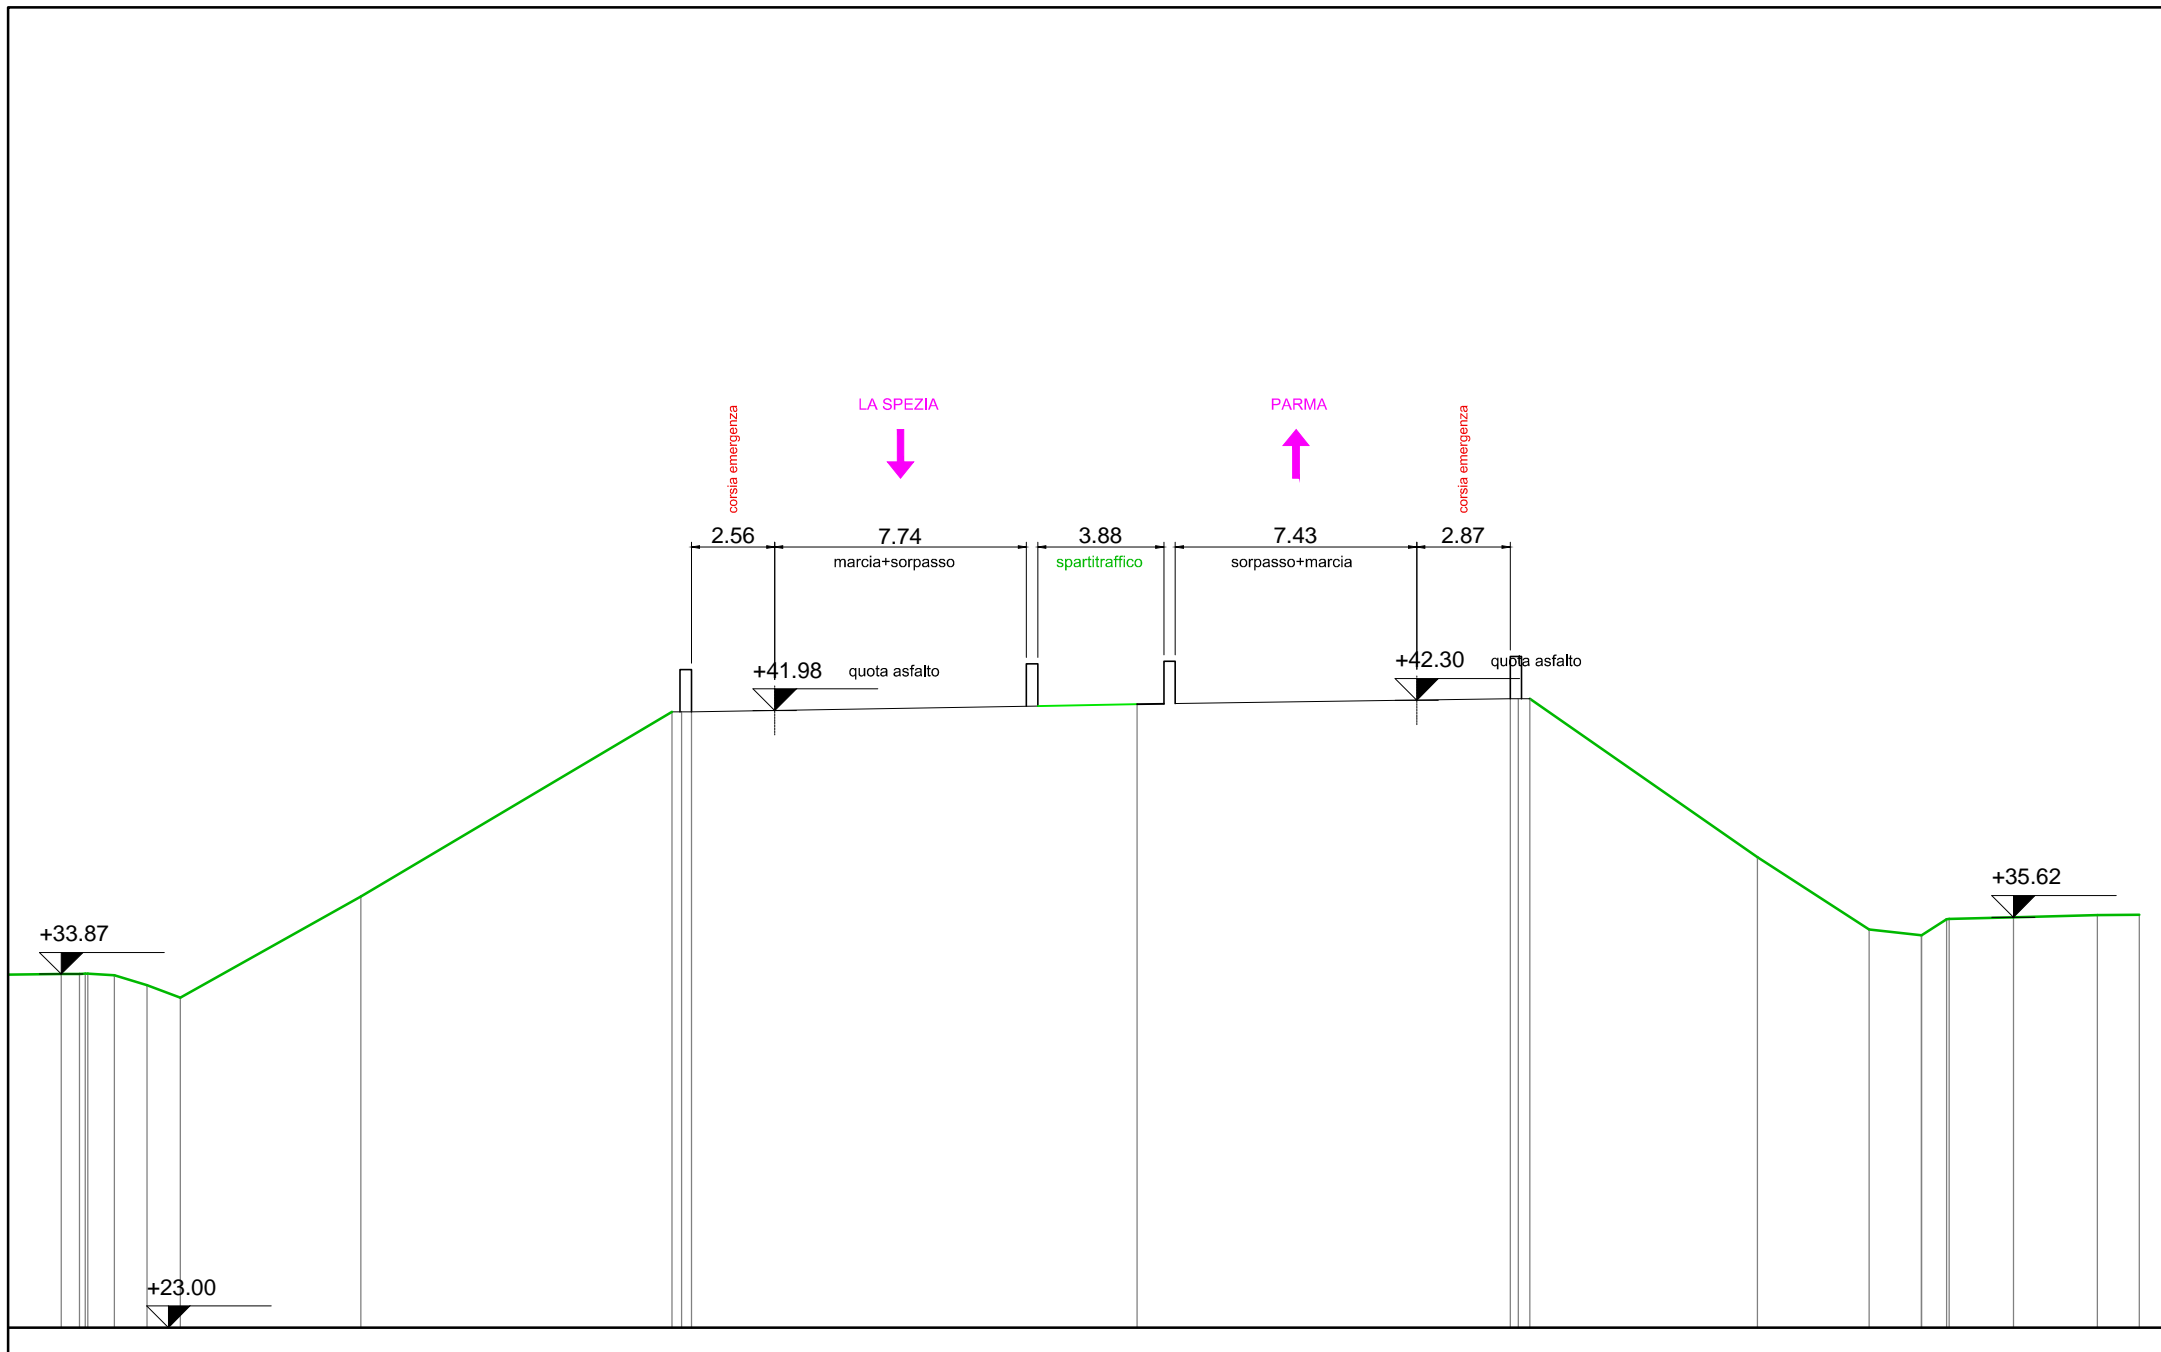 LA SPEZIA
PARMA
corsia emergenza
corsia emergenza
2.56
7.74
3.88
7.43
2.87
marcia+sorpasso
spartitraffico
sorpasso+marcia
+41.98
quota asfalto
+42.30
quota asfalto
+35.62
+33.87
+23.00